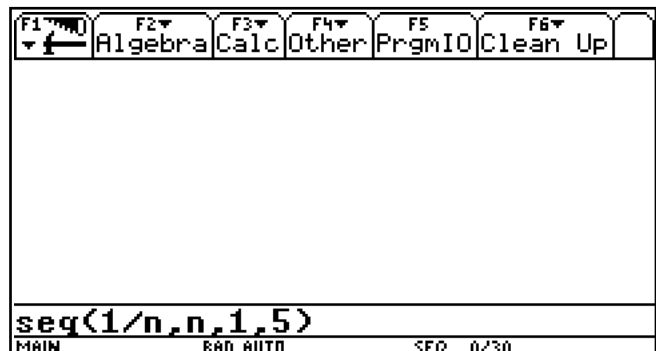 F1 F2 F3 F4 F5 F6
Algebra Calc Other PrgmIO Clean Up
seq(1/n,n,1,5)
MAIN RAD AUTO SEQ 0/30